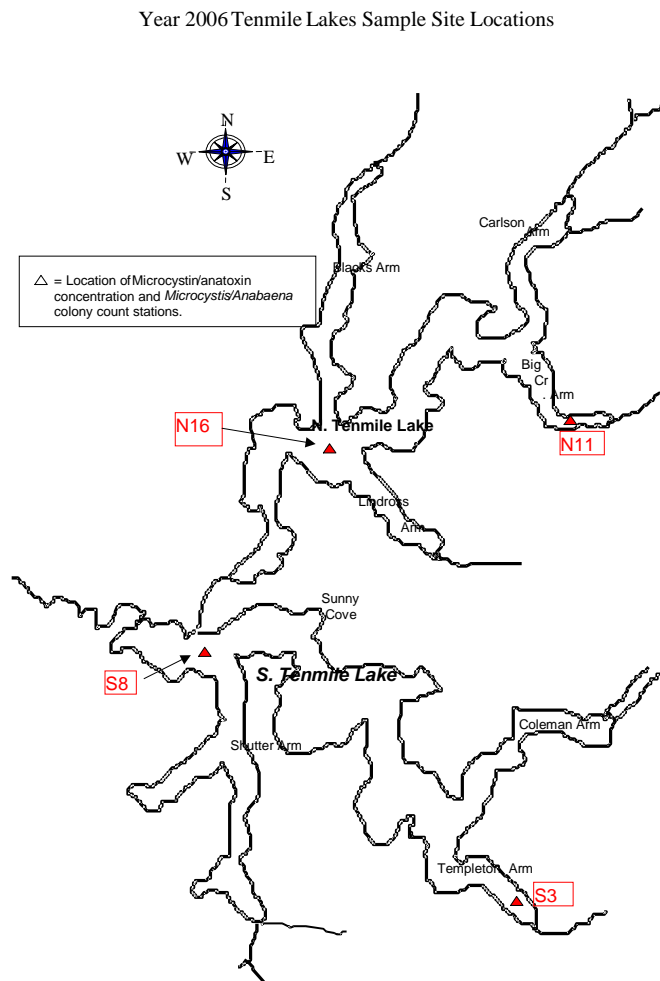 Year 2006 Tenmile Lakes Sample Site Locations
N
W E
S
Carlson
Arm
Blacks Arm
= Location of Microcystin/anatoxin
concentration and Microcystis/Anabaena
colony count stations.
Big
Cr
. Arm
N16
N. Tenmile Lake
N11
Lindross
Arm
Sunny
Cove
S8
S. Tenmile Lake
Coleman Arm
Shutter Arm
Templeton Arm
S3